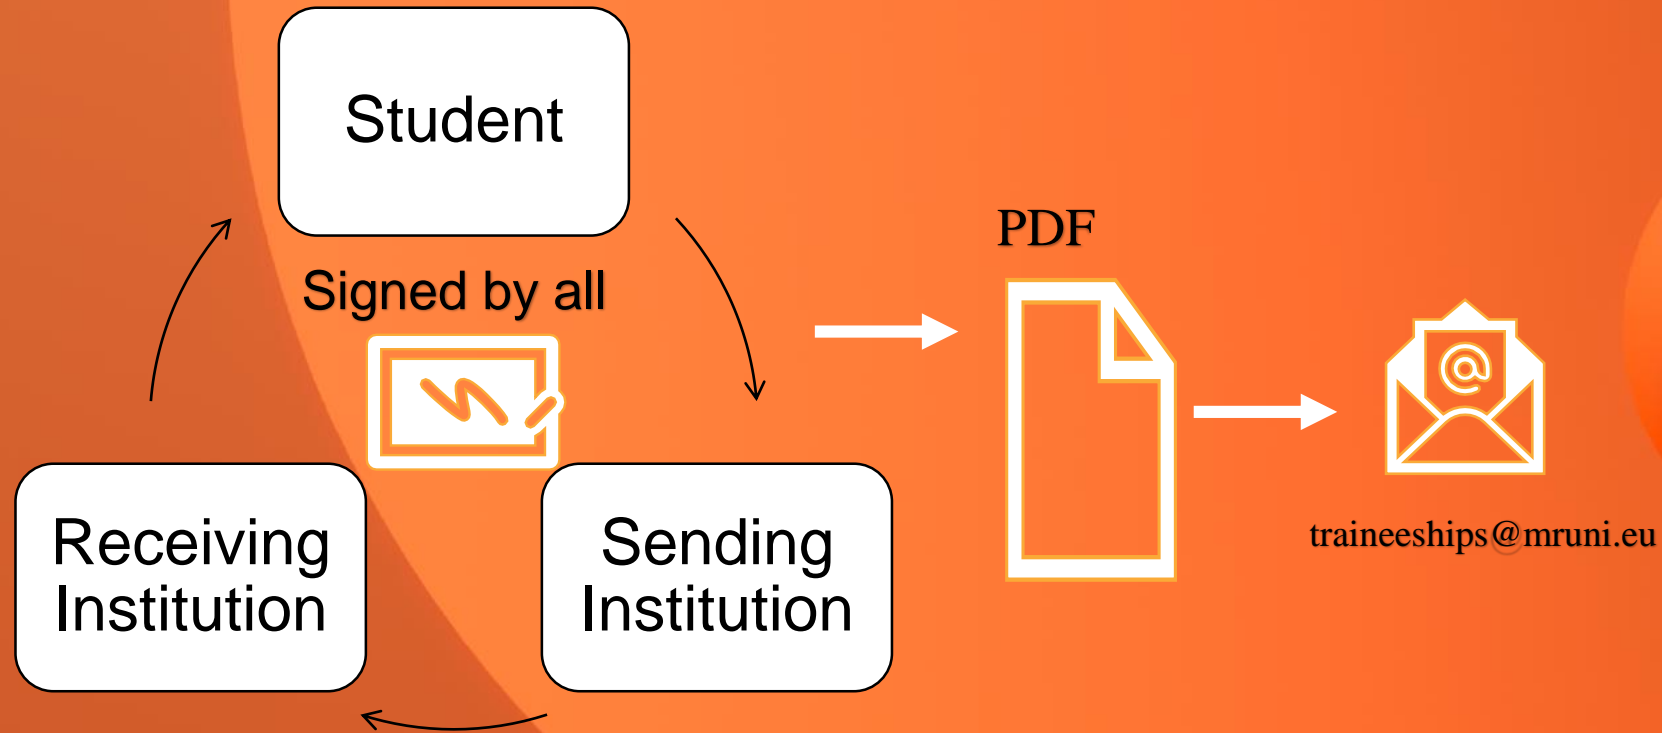 Student
Signed by all
Receiving
Institution
Sending
Institution
PDF
@
traineeships@mruni.eu